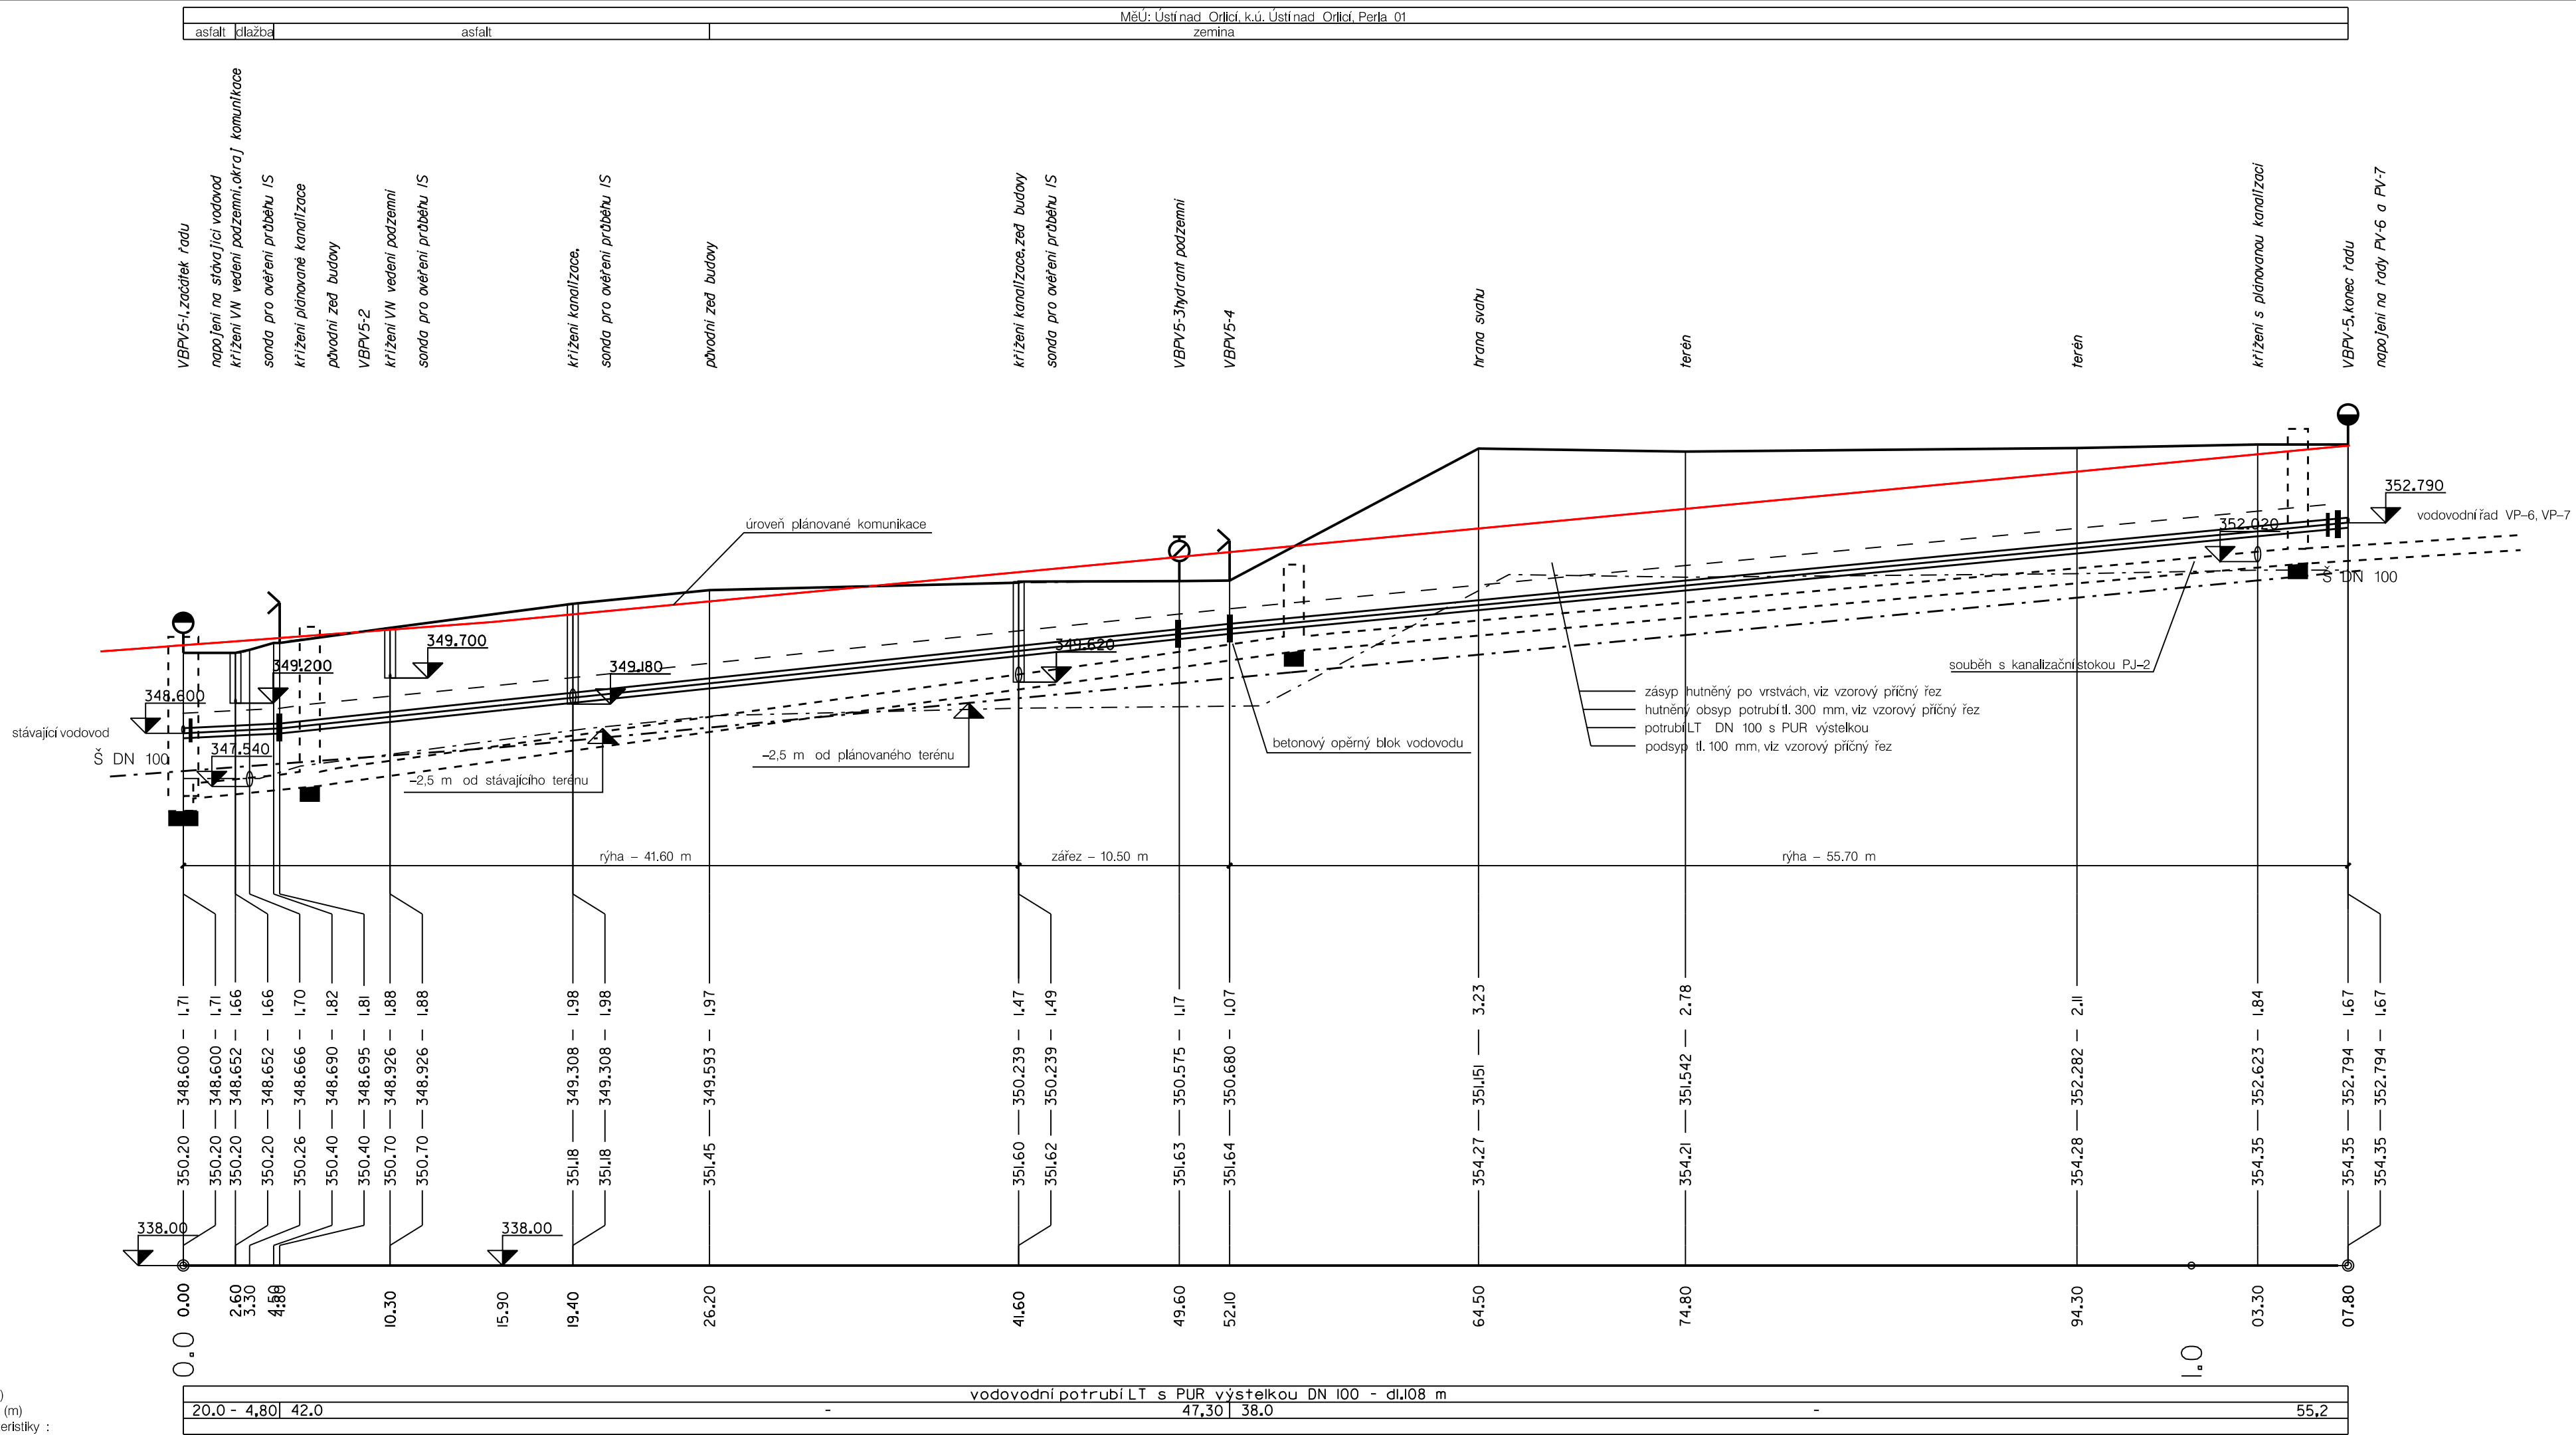 MěÚ: Ústí nad Orlicí, k.ú. Ústí nad Orlicí, Perla 01
asfalt dlažba asfalt zemina
VBPV5-1,začátek řadu
napojení na stávající vodovod
křížení VN vedení podzemní,okraj komunikace
sonda pro ověření průběhu IS
křížení plánované kanalizace
původní zeď budovy
VBPV5-2
křížení VN vedení podzemní
sonda pro ověření průběhu IS
křížení kanalizace,
sonda pro ověření průběhu IS
původní zeď budovy
křížení kanalizace,zeď budovy
sonda pro ověření průběhu IS
VBPV5-3hydrant podzemní
VBPV5-4
hrana svahu
terén
terén
křížení s plánovanou kanalizací
VBPV-5,konec řadu
napojení na řady PV-6 a PV-7
352.790
vodovodní řad VP–6, VP–7
352.020
Š DN 100
úroveň plánované komunikace
349.700
349.200
349.180
349.620
348.600
stávající vodovod
347.540
Š DN 100
–2,5 m od stávajícího terénu
–2,5 m od plánovaného terénu
betonový opěrný blok vodovodu
souběh s kanalizační stokou PJ–2
zásyp hutněný po vrstvách, viz vzorový příčný řez
hutněný obsyp potrubí tl. 300 mm, viz vzorový příčný řez
potrubí LT DN 100 s PUR výstelkou
podsyp tl. 100 mm, viz vzorový příčný řez
rýha – 41.60 m
zářez – 10.50 m
rýha – 55.70 m
350.20 348.600 1.71
350.20 348.600 1.71
350.20 348.652 1.66
350.20 348.652 1.66
350.26 348.666 1.70
350.40 348.690 1.82
350.40 348.695 1.81
350.70 348.926 1.88
350.70 348.926 1.88
351.18 349.308 1.98
351.18 349.308 1.98
351.45 349.593 1.97
351.60 350.239 1.47
351.62 350.239 1.49
351.63 350.575 1.17
351.64 350.680 1.07
354.27 351.151 3.23
354.21 351.542 2.78
354.28 352.282 2.11
354.35 352.623 1.84
354.35 352.794 1.67
354.35 352.794 1.67
338.00
338.00
0.00
2.60
3.30
4.50
4.80
10.30
15.90
19.40
26.20
41.60
49.60
52.10
64.50
74.80
94.30
03.30
07.80
0.0
1.0
vodovodní potrubí LT s PUR výstelkou DN 100 - dl.108 m
)
(m)
20.0 - 4,80 42.0 - 47,30 38.0 - 55,2
eristiky :